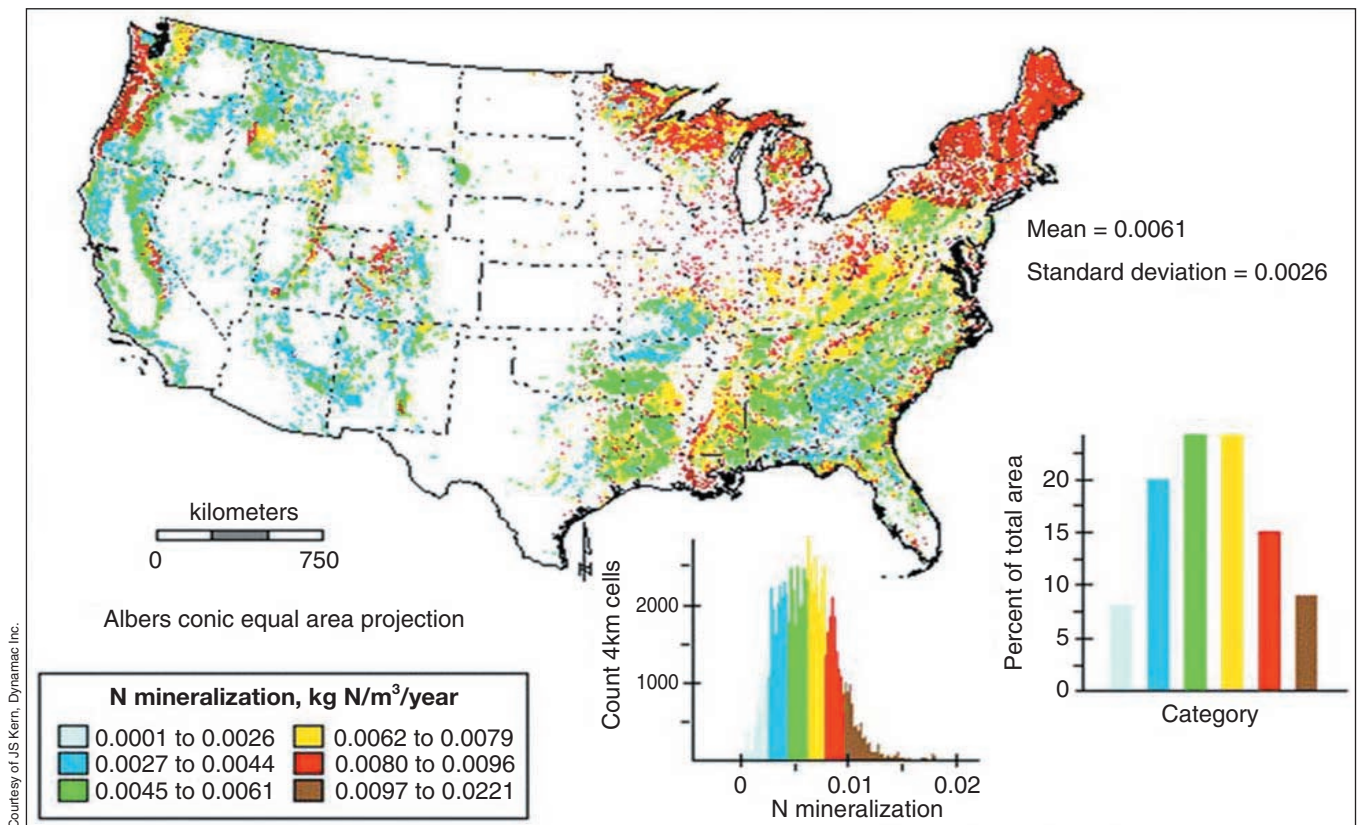 Mean = 0.0061
Standard deviation = 0.0026
kilometers
0 750
Albers conic equal area projection
N mineralization, kg N/m³/year
0.0001 to 0.0026 0.0062 to 0.0079
0.0027 to 0.0044 0.0080 to 0.0096
0.0045 to 0.0061 0.0097 to 0.0221
Count 4km cells
2000
1000
0 0.01 0.02
N mineralization
Percent of total area
20
15
10
5
0
Category
Courtesy of JS Kern, Dynamac Inc.